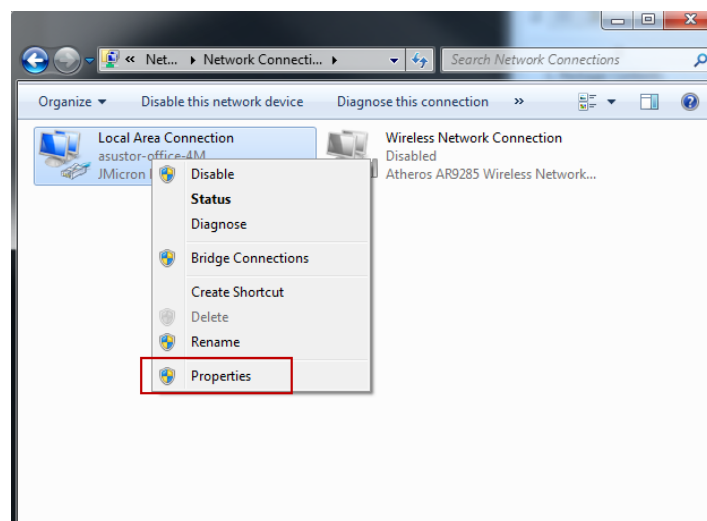 « Net... Network Connecti...
Search Network Connections
Organize Disable this network device Diagnose this connection »
Local Area Connection
asustor-office-4M
JMicron
Wireless Network Connection
Disabled
Atheros AR9285 Wireless Network...
Disable
Status
Diagnose
Bridge Connections
Create Shortcut
Delete
Rename
Properties